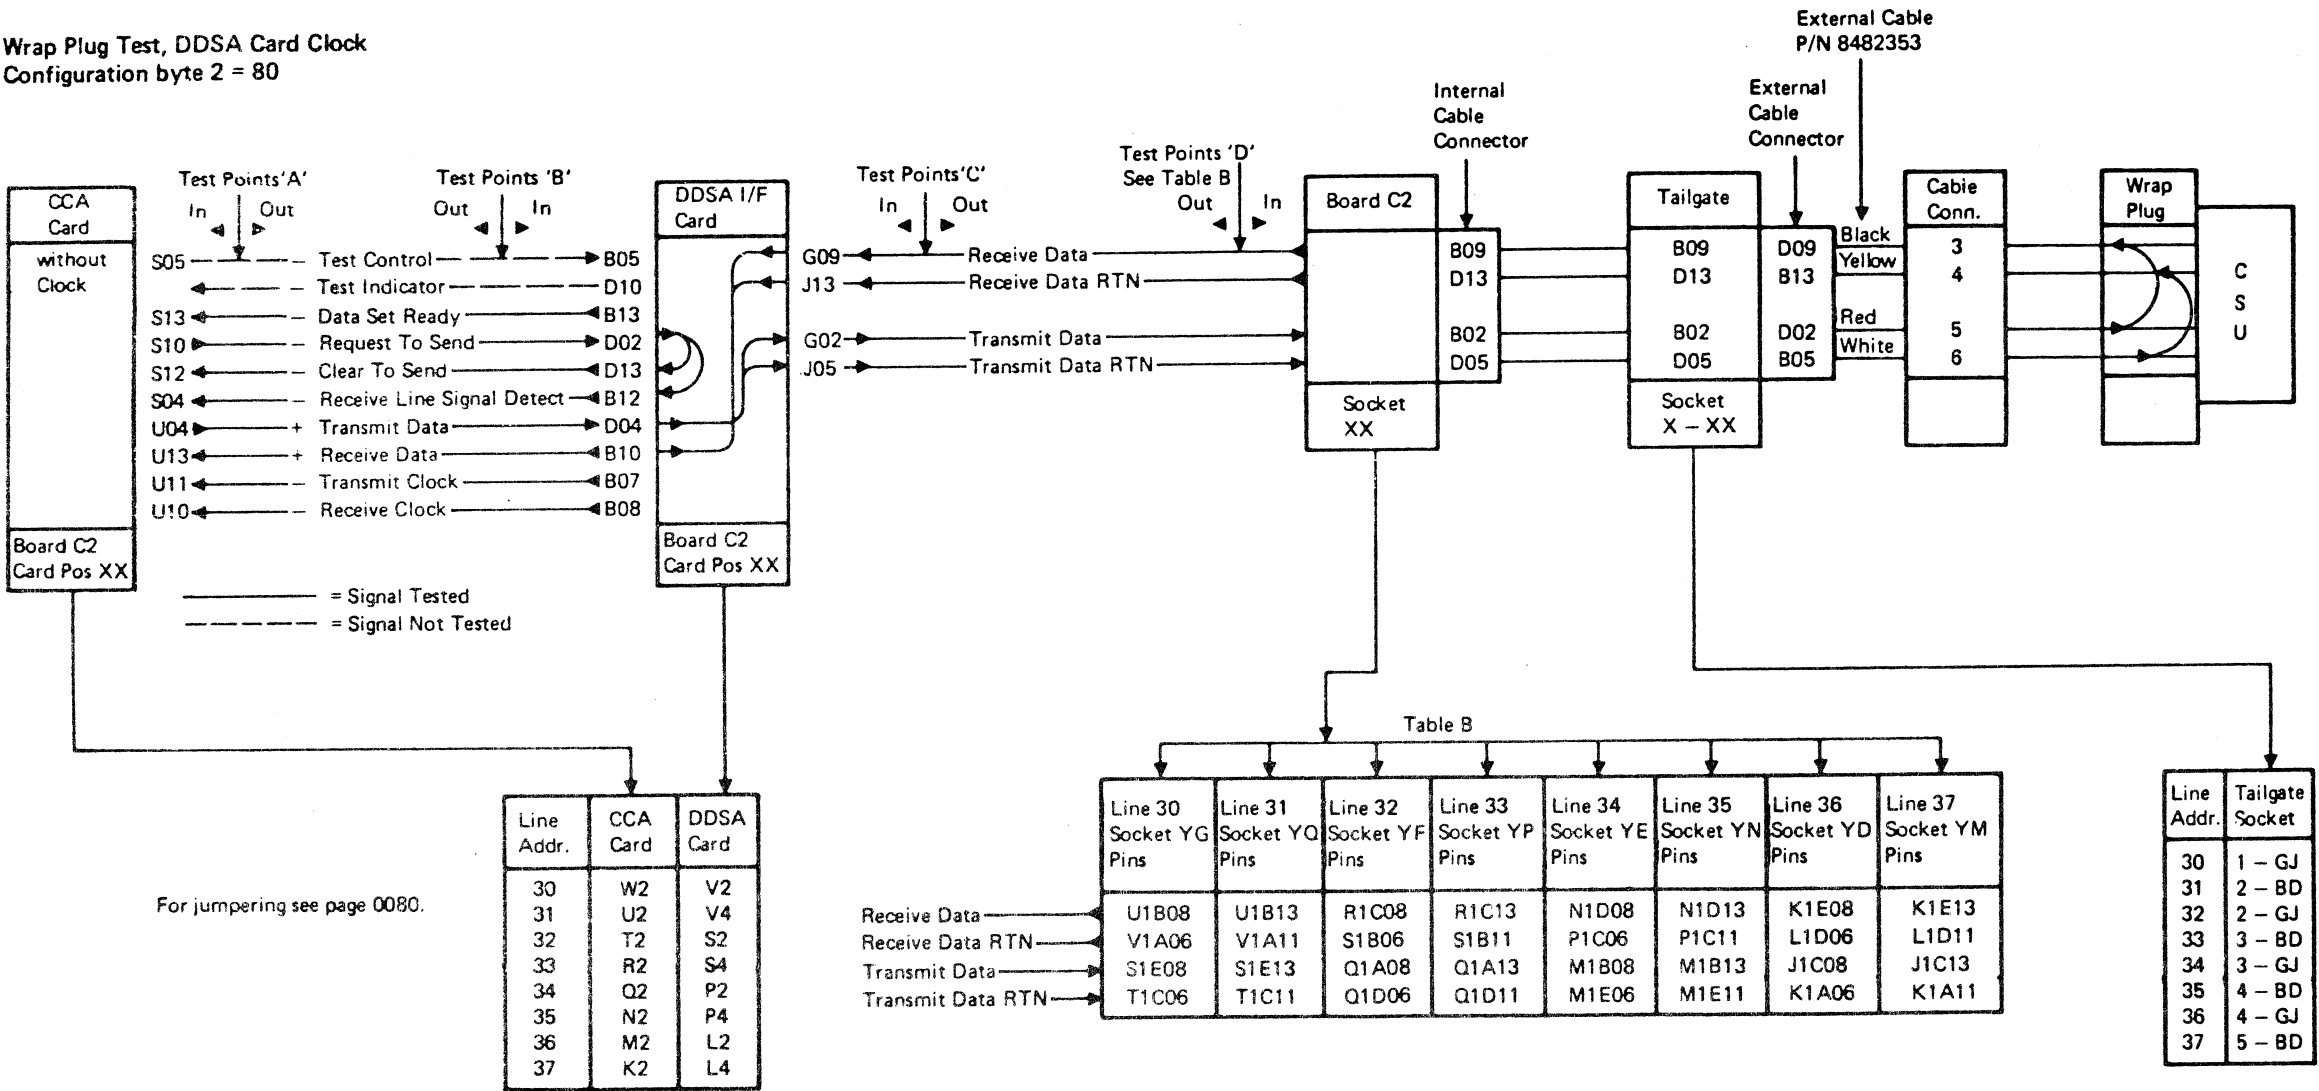 Wrap Plug Test, DDSA Card Clock
Configuration byte 2 = 80
External Cable
P/N 8482353
Internal
Cable
Connector
External
Cable
Connector
Test Points'A'
In Out
Test Points 'B'
Out In
Test Points'C'
In Out
Test Points 'D'
See Table B
Out In
CCA
Card
without
Clock
Board C2
Card Pos XX
S05 – Test Control B05
– Test Indicator D10
S13 – Data Set Ready B13
S10 – Request To Send D02
S12 – Clear To Send D13
S04 – Receive Line Signal Detect B12
U04 + Transmit Data D04
U13 + Receive Data B10
U11 – Transmit Clock B07
U10 – Receive Clock B08
DDSA I/F
Card
Board C2
Card Pos XX
G09 Receive Data
J13 Receive Data RTN
G02 Transmit Data
J05 Transmit Data RTN
Board C2
Socket
XX
B09
D13
B02
D05
Tailgate
B09
D13
B02
D05
Socket
X – XX
D09
B13
D02
B05
Black
Yellow
Red
White
Cable
Conn.
3
4
5
6
Wrap
Plug
C
S
U
= Signal Tested
= Signal Not Tested
For jumpering see page 0080.
Line Addr. CCA Card DDSA Card
30 W2 V2
31 U2 V4
32 T2 S2
33 R2 S4
34 Q2 P2
35 N2 P4
36 M2 L2
37 K2 L4
Table B
Line 30 Line 31 Line 32 Line 33 Line 34 Line 35 Line 36 Line 37
Socket YG Socket YQ Socket YF Socket YP Socket YE Socket YN Socket YD Socket YM
Pins Pins Pins Pins Pins Pins Pins Pins
Receive Data U1B08 U1B13 R1C08 R1C13 N1D08 N1D13 K1E08 K1E13
Receive Data RTN V1A06 V1A11 S1B06 S1B11 P1C06 P1C11 L1D06 L1D11
Transmit Data S1E08 S1E13 Q1A08 Q1A13 M1B08 M1B13 J1C08 J1C13
Transmit Data RTN T1C06 T1C11 Q1D06 Q1D11 M1E06 M1E11 K1A06 K1A11
Line Addr. Tailgate Socket
30 1 – GJ
31 2 – BD
32 2 – GJ
33 3 – BD
34 3 – GJ
35 4 – BD
36 4 – GJ
37 5 – BD